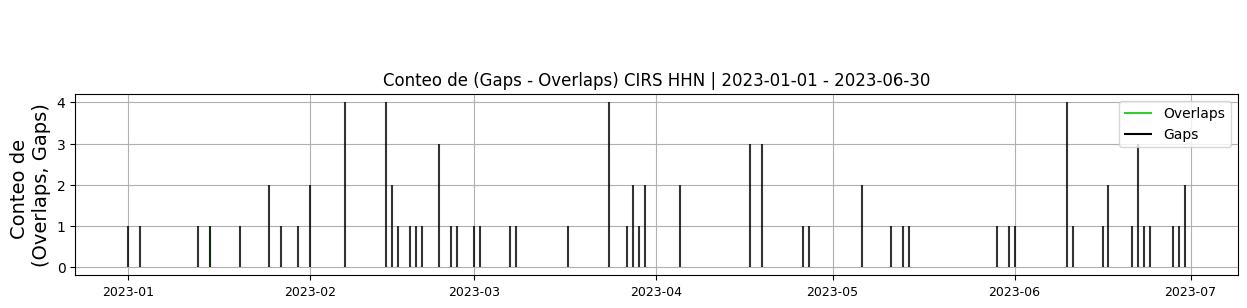 Conteo de (Gaps - Overlaps) CIRS HHN | 2023-01-01 - 2023-06-30
Conteo de
(Overlaps, Gaps)
4
3
2
1
0
Overlaps
Gaps
2023-01
2023-02
2023-03
2023-04
2023-05
2023-06
2023-07